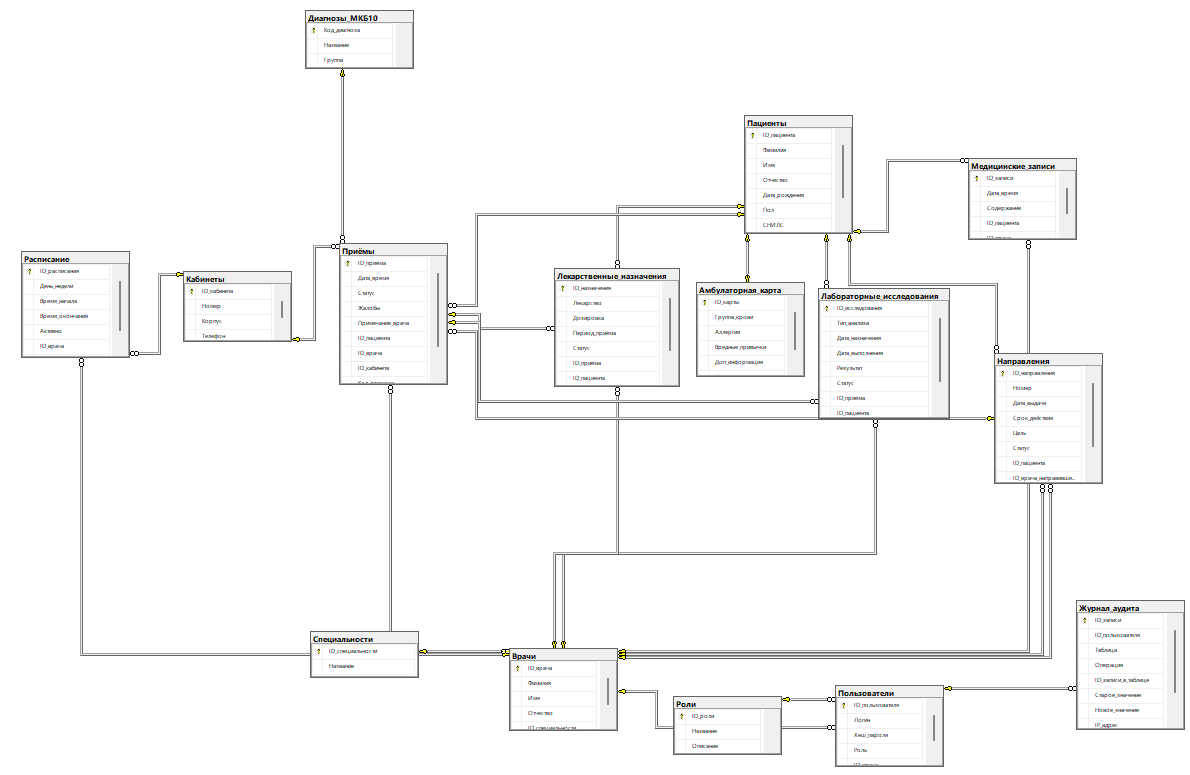 Диагнозы_МКБ10
Код_диагноза
Название
Группа
Пациенты
ID_пациента
Фамилия
Имя
Отчество
Дата_рождения
Пол
СНИЛС
Медицинские_записи
ID_записи
Дата_время
Содержание
ID_пациента
Расписание
ID_расписания
День_недели
Время_начала
Время_окончания
Активно
ID_врача
Кабинеты
ID_кабинета
Номер
Корпус
Телефон
Приёмы
ID_приёма
Дата_время
Статус
Жалобы
Примечание_врача
ID_пациента
ID_врача
ID_кабинета
Лекарственные_назначения
ID_назначения
Лекарство
Дозировка
Период_приёма
Статус
ID_приёма
ID_пациента
Амбулаторная_карта
ID_карты
Группа_крови
Аллергии
Вредные_привычки
Доп_информация
Лабораторные_исследования
ID_исследования
Тип_анализа
Дата_назначения
Дата_выполнения
Результат
Статус
ID_приёма
ID_пациента
Направления
ID_направления
Номер
Дата_выдачи
Срок_действия
Цель
Статус
ID_пациента
ID_врача_направивше...
Специальности
ID_специальности
Название
Врачи
ID_врача
Фамилия
Имя
Отчество
ID_специальности
Роли
ID_роли
Название
Описание
Пользователи
ID_пользователя
Логин
Хеш_пароля
Роль
Журнал_аудита
ID_записи
ID_пользователя
Таблица
Операция
ID_записи_в_таблице
Старое_значение
Новое_значение
IP_адрес